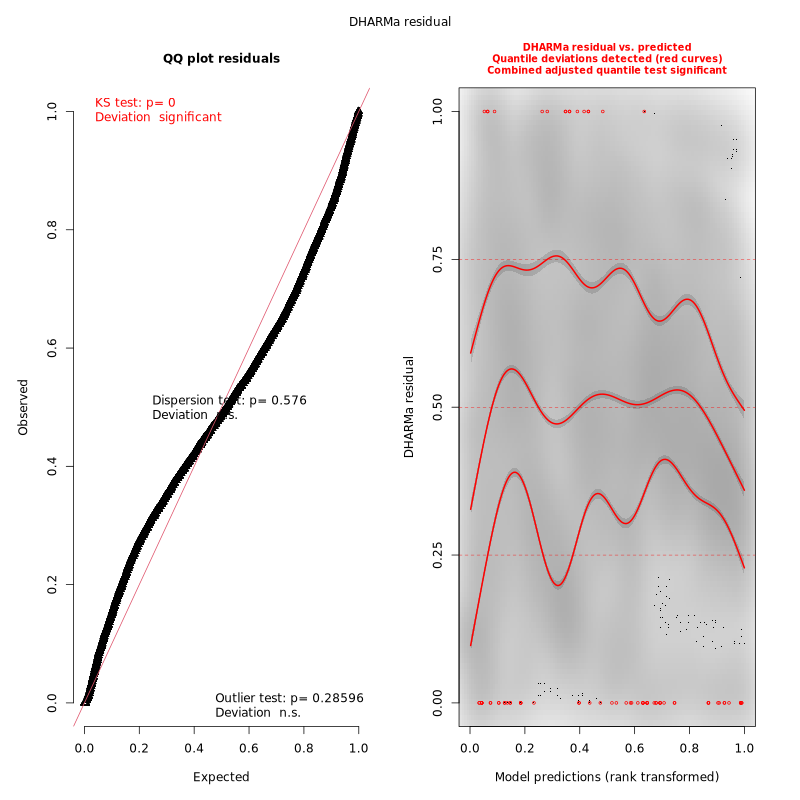 DHARMa residual
QQ plot residuals
KS test: p= 0
Deviation significant
Dispersion test: p= 0.576
Deviation n.s.
Outlier test: p= 0.28596
Deviation n.s.
Observed
0.0
0.2
0.4
0.6
0.8
1.0
0.0
0.2
0.4
0.6
0.8
1.0
Expected
DHARMa residual vs. predicted
Quantile deviations detected (red curves)
Combined adjusted quantile test significant
DHARMa residual
0.00
0.25
0.50
0.75
1.00
0.0
0.2
0.4
0.6
0.8
1.0
Model predictions (rank transformed)